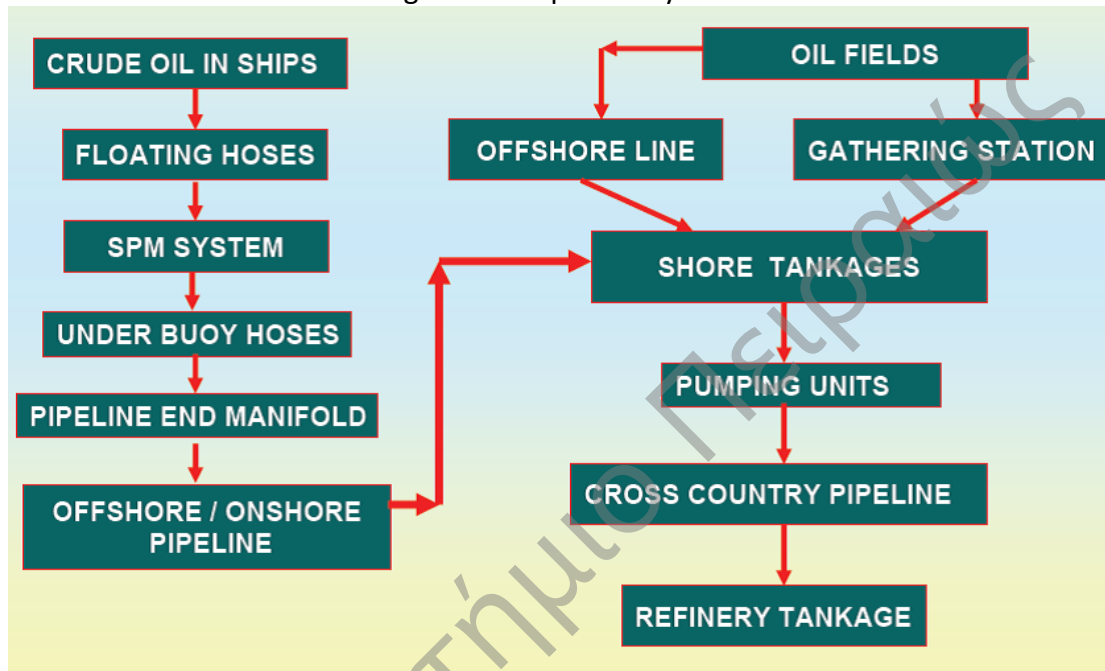 CRUDE OIL IN SHIPS
FLOATING HOSES
SPM SYSTEM
UNDER BUOY HOSES
PIPELINE END MANIFOLD
OFFSHORE / ONSHORE
PIPELINE
OIL FIELDS
OFFSHORE LINE
GATHERING STATION
SHORE TANKAGES
PUMPING UNITS
CROSS COUNTRY PIPELINE
REFINERY TANKAGE
Πειραιώς